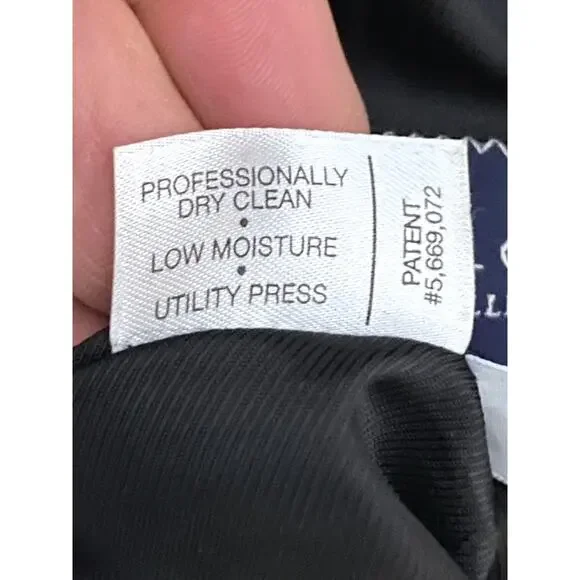 PROFESSIONALLY
DRY CLEAN
•
LOW MOISTURE
•
UTILITY PRESS
PATENT
#5,669,072